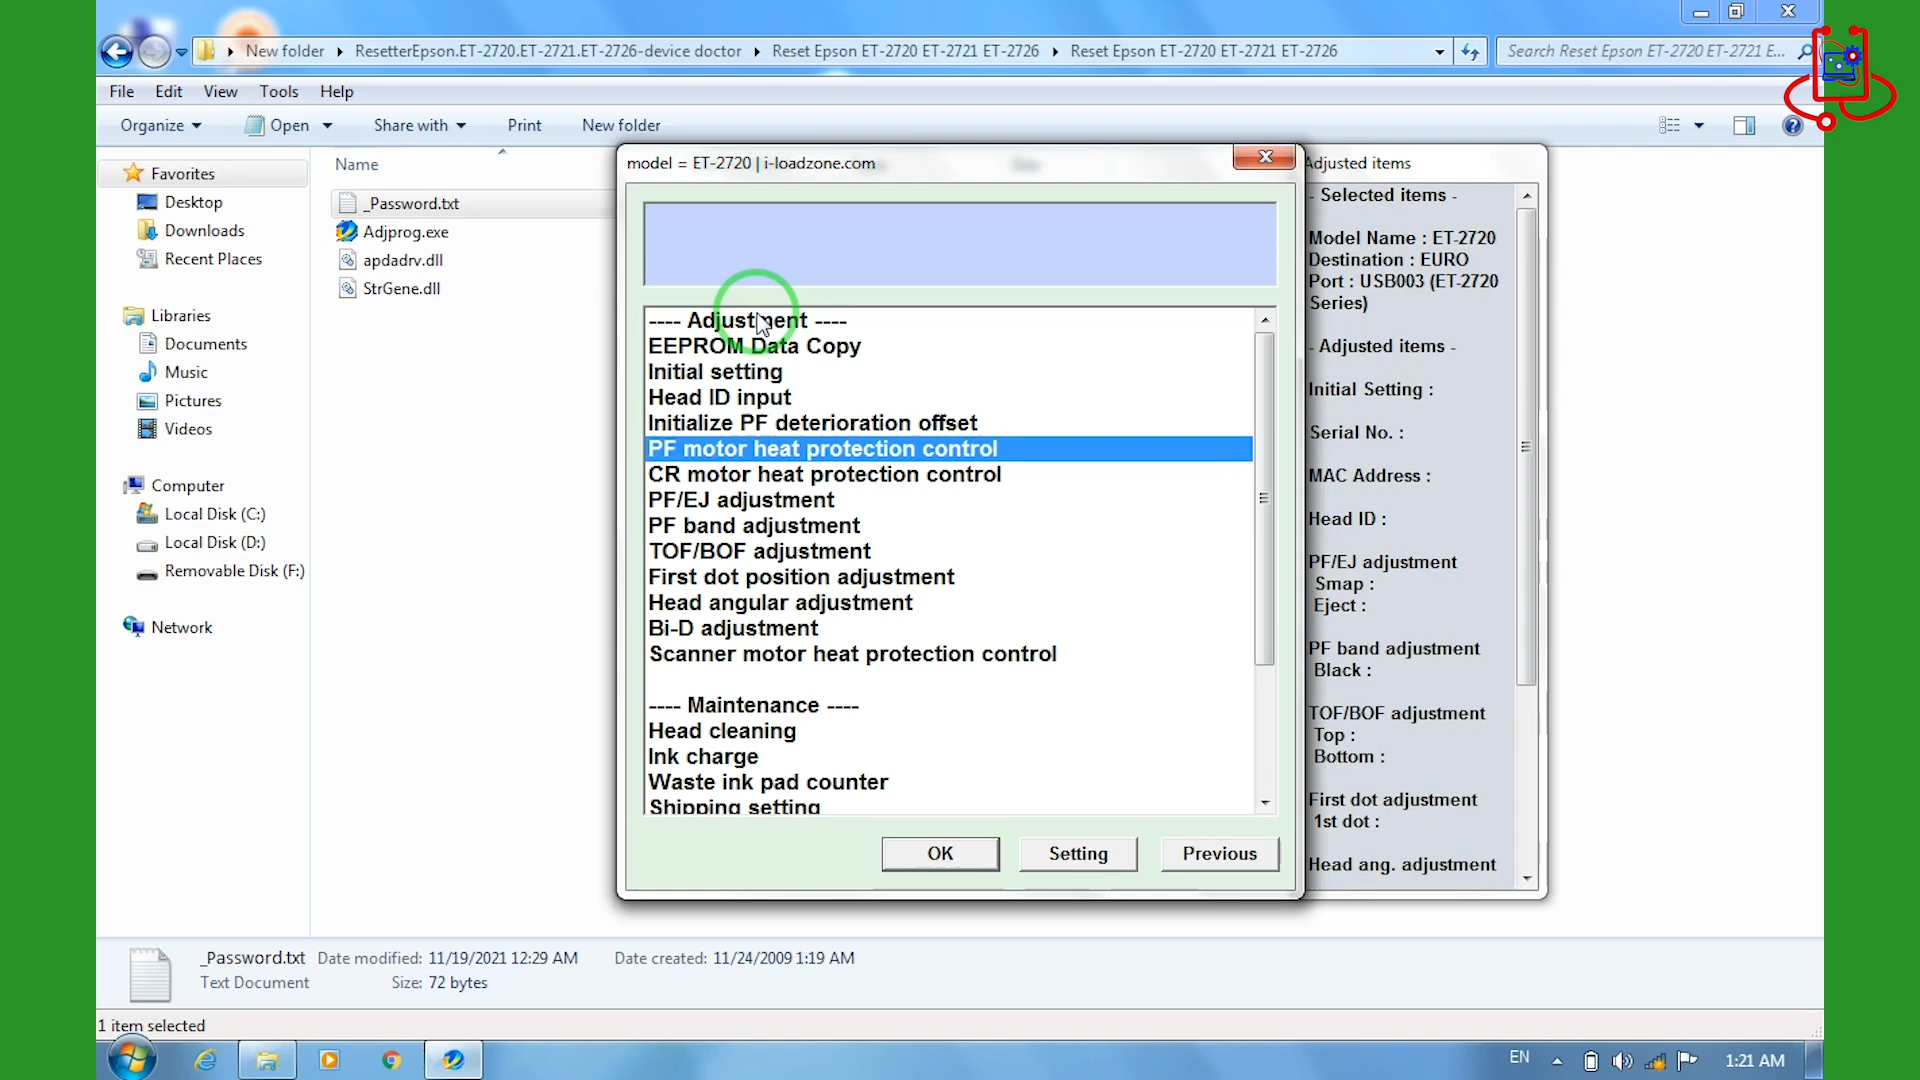 New folder ▸ ResetterEpson.ET-2720.ET-2721.ET-2726-device doctor ▸ Reset Epson ET-2720 ET-2721 ET-2726 ▸ Reset Epson ET-2720 ET-2721 ET-2726
Search Reset Epson ET-2720 ET-2721 E...
File Edit View Tools Help
Organize Open Share with Print New folder
Favorites
Desktop
Downloads
Recent Places
Libraries
Documents
Music
Pictures
Videos
Computer
Local Disk (C:)
Local Disk (D:)
Removable Disk (F:)
Network
Name
_Password.txt
Adjprog.exe
apdadrv.dll
StrGene.dll
model = ET-2720 | i-loadzone.com
---- Adjustment ----
EEPROM Data Copy
Initial setting
Head ID input
Initialize PF deterioration offset
PF motor heat protection control
CR motor heat protection control
PF/EJ adjustment
PF band adjustment
TOF/BOF adjustment
First dot position adjustment
Head angular adjustment
Bi-D adjustment
Scanner motor heat protection control
---- Maintenance ----
Head cleaning
Ink charge
Waste ink pad counter
Shipping setting
OK Setting Previous
Adjusted items
- Selected items -
Model Name : ET-2720
Destination : EURO
Port : USB003 (ET-2720
Series)
- Adjusted items -
Initial Setting :
Serial No. :
MAC Address :
Head ID :
PF/EJ adjustment
Smap :
Eject :
PF band adjustment
Black :
TOF/BOF adjustment
Top :
Bottom :
First dot adjustment
1st dot :
Head ang. adjustment
_Password.txt Date modified: 11/19/2021 12:29 AM Date created: 11/24/2009 1:19 AM
Text Document Size: 72 bytes
1 item selected
EN 1:21 AM